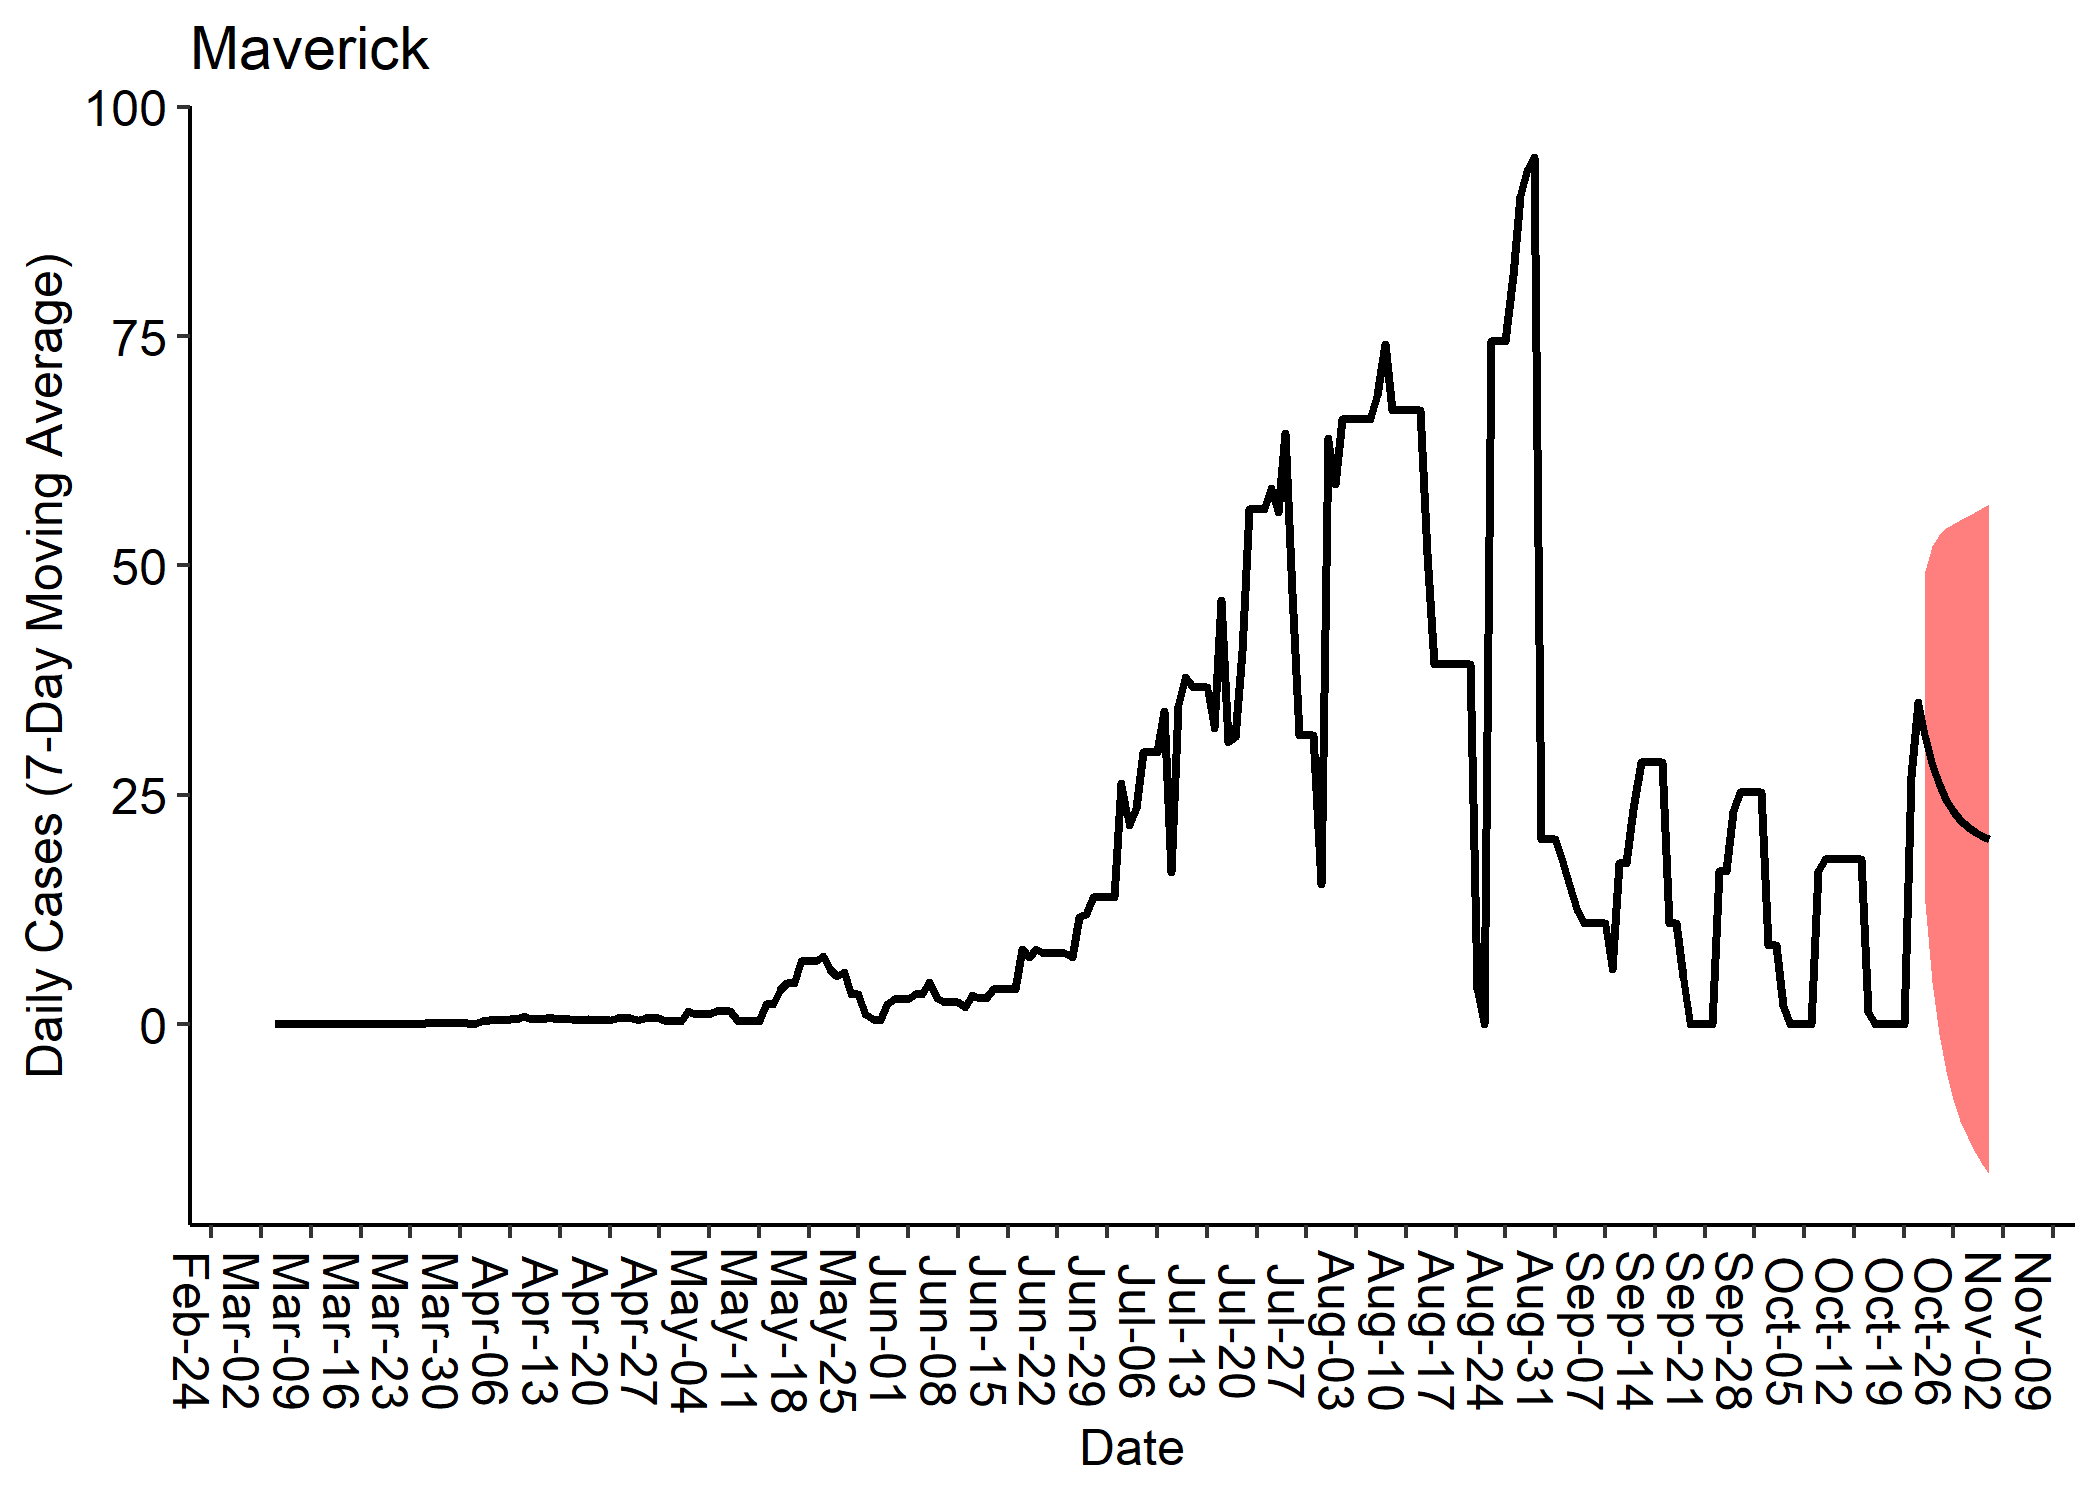 Maverick
100
75
50
25
0
Daily Cases (7-Day Moving Average)
Feb-24
Mar-02
Mar-09
Mar-16
Mar-23
Mar-30
Apr-06
Apr-13
Apr-20
Apr-27
May-04
May-11
May-18
May-25
Jun-01
Jun-08
Jun-15
Jun-22
Jun-29
Jul-06
Jul-13
Jul-20
Jul-27
Aug-03
Aug-10
Aug-17
Aug-24
Aug-31
Sep-07
Sep-14
Sep-21
Sep-28
Oct-05
Oct-12
Oct-19
Oct-26
Nov-02
Nov-09
Date